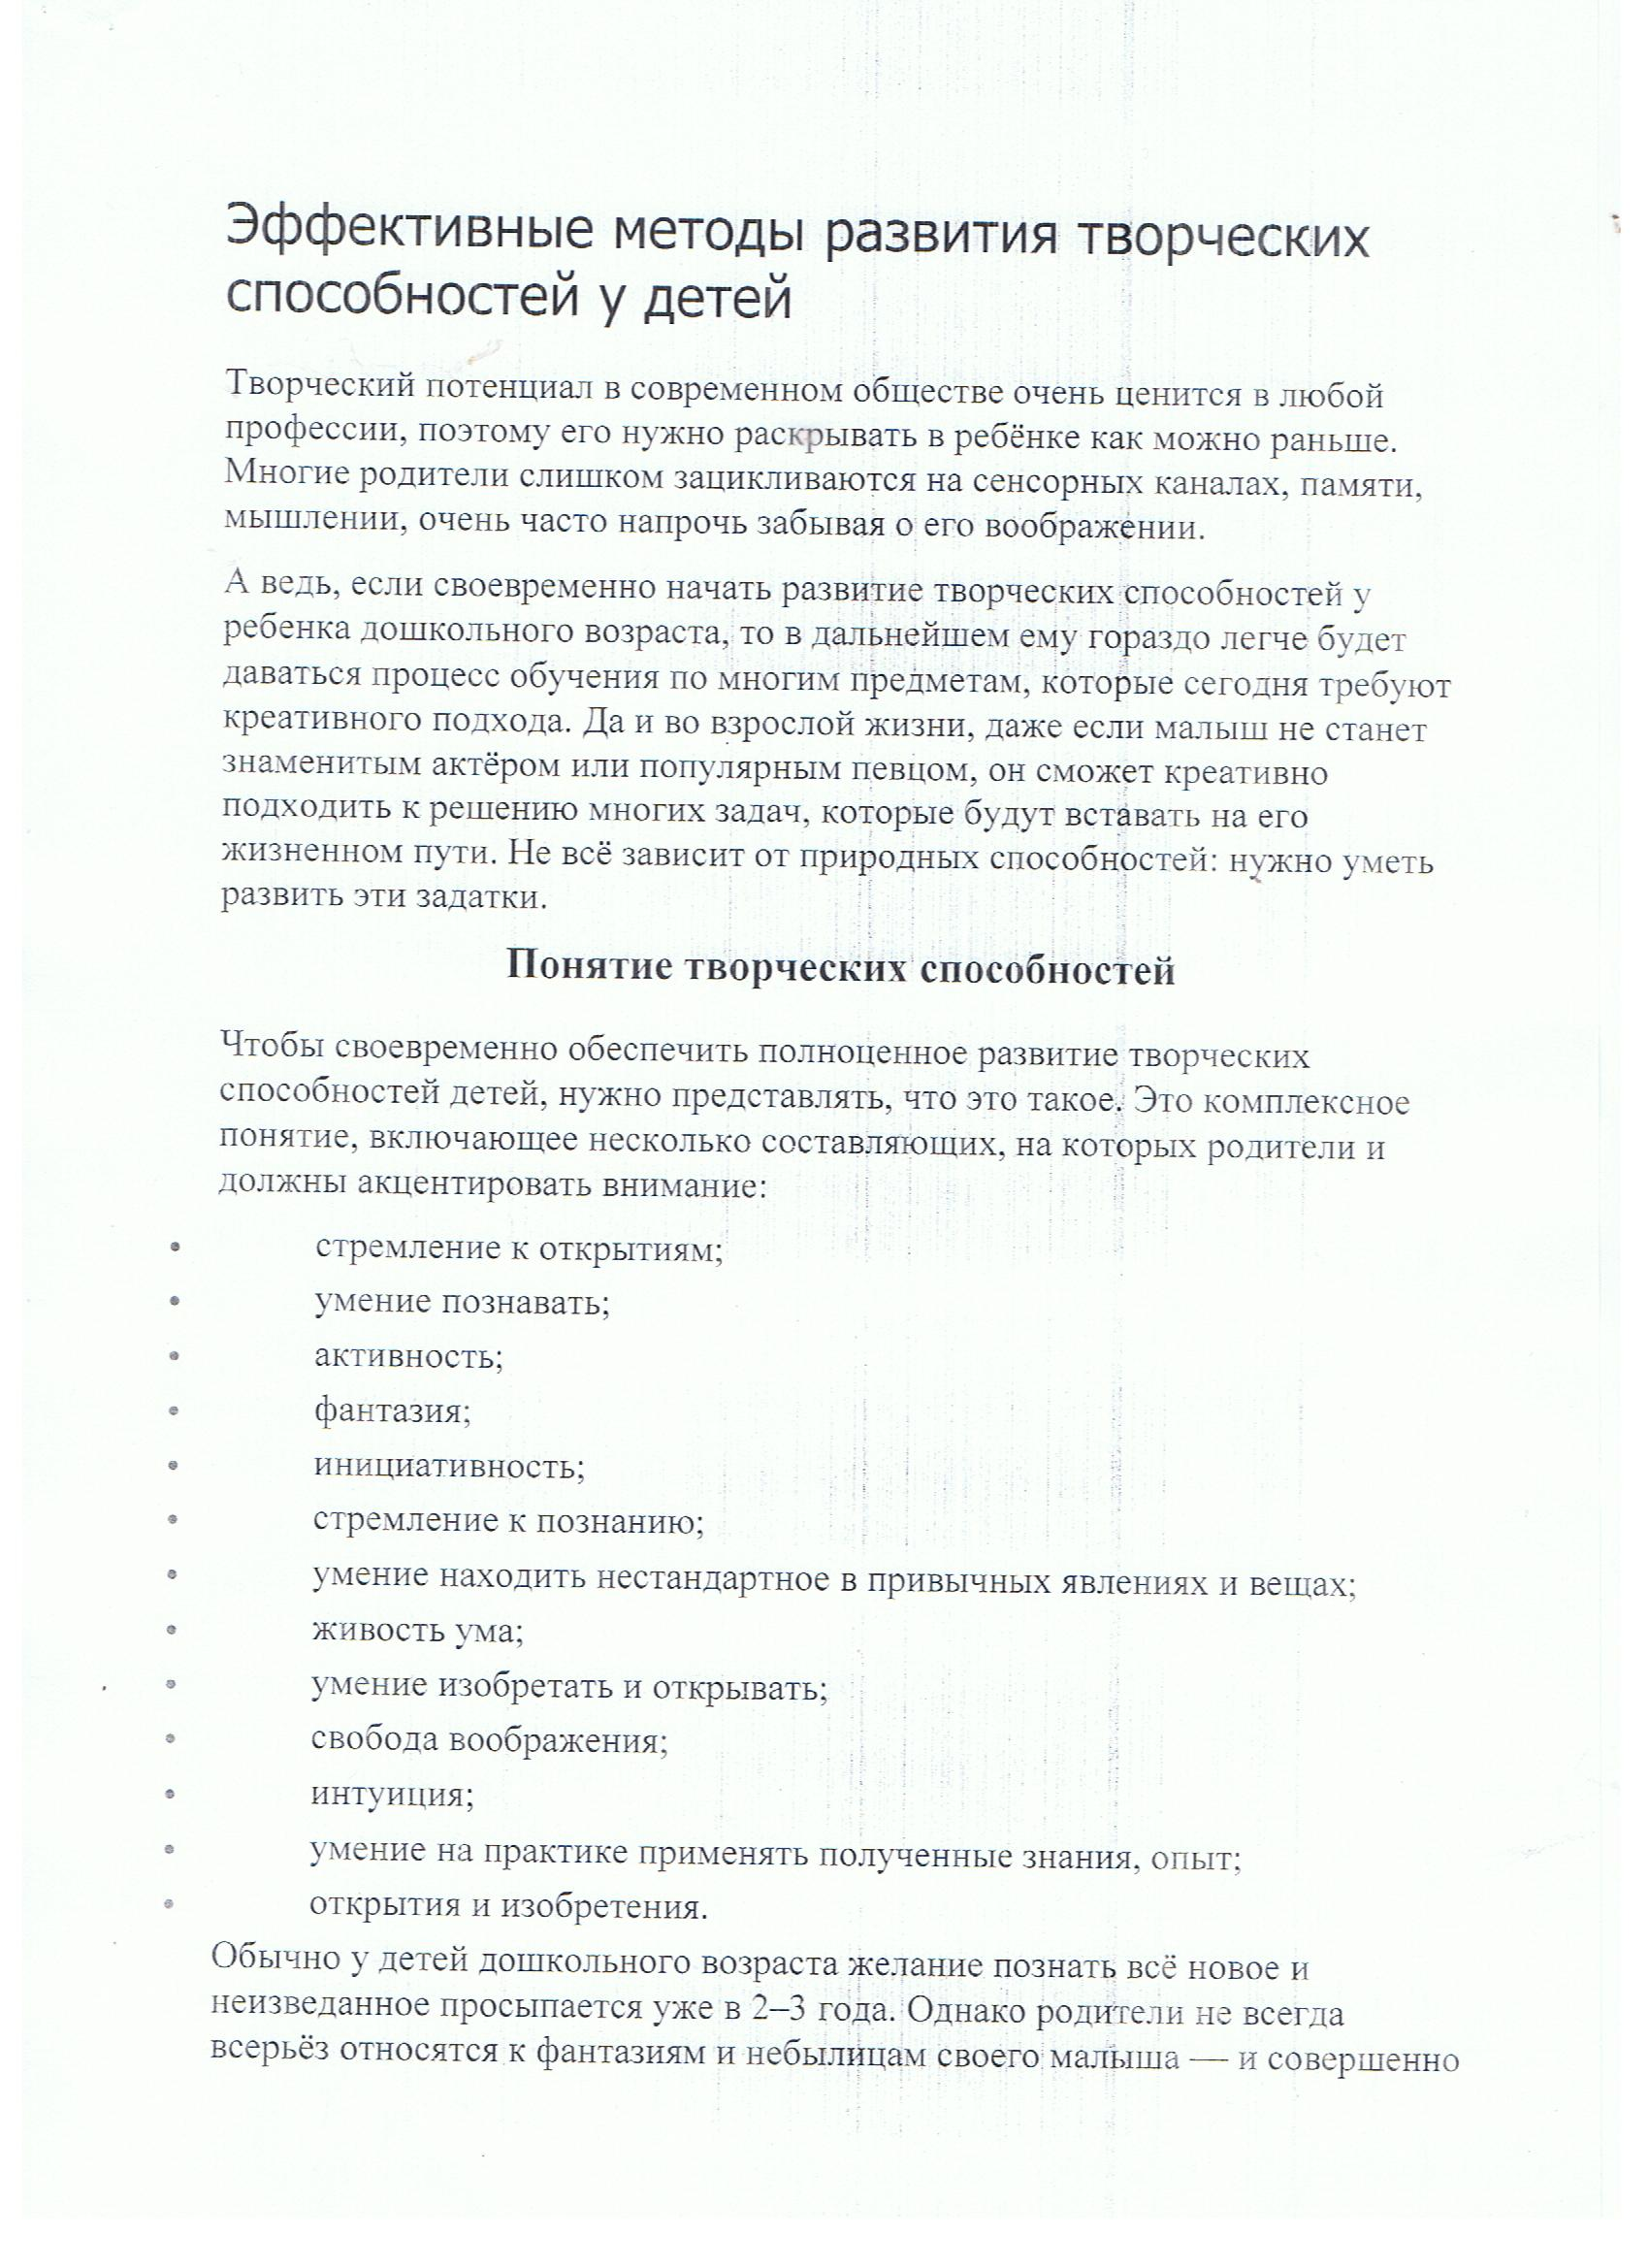 Эффективные методы развития творческих
способностей у детей
Творческий потенциал в современном обществе очень ценится в любой
профессии, поэтому его нужно раскрывать в ребёнке как можно раньше.
Многие родители слишком зацикливаются на сенсорных каналах, памяти,
мышлении, очень часто напрочь забывая о его воображении.
А ведь, если своевременно начать развитие творческих способностей у
ребенка дошкольного возраста, то в дальнейшем ему гораздо легче будет
даваться процесс обучения по многим предметам, которые сегодня требуют
креативного подхода. Да и во взрослой жизни, даже если малыш не станет
знаменитым актёром или популярным певцом, он сможет креативно
подходить к решению многих задач, которые будут вставать на его
жизненном пути. Не всё зависит от природных способностей: нужно уметь
развить эти задатки.
Понятие творческих способностей
Чтобы своевременно обеспечить полноценное развитие творческих
способностей детей, нужно представлять, что это такое. Это комплексное
понятие, включающее несколько составляющих, на которых родители и
должны акцентировать внимание:
• стремление к открытиям;
• умение познавать;
• активность;
• фантазия;
• инициативность;
• стремление к познанию;
• умение находить нестандартное в привычных явлениях и вещах;
• живость ума;
• умение изобретать и открывать;
• свобода воображения;
• интуиция;
• умение на практике применять полученные знания, опыт;
• открытия и изобретения.
Обычно у детей дошкольного возраста желание познать всё новое и
неизведанное просыпается уже в 2–3 года. Однако родители не всегда
всерьёз относятся к фантазиям и небылицам своего малыша — и совершенно